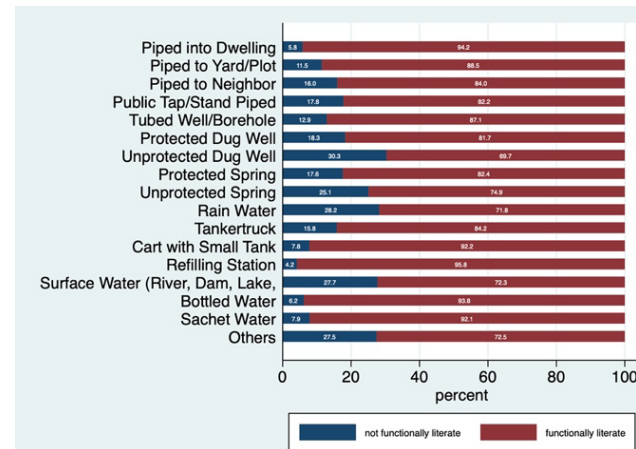 Piped into Dwelling 5.8 94.2
Piped to Yard/Plot 11.5 88.5
Piped to Neighbor 16.0 84.0
Public Tap/Stand Piped 17.8 82.2
Tubed Well/Borehole 12.9 87.1
Protected Dug Well 18.3 81.7
Unprotected Dug Well 30.3 69.7
Protected Spring 17.6 82.4
Unprotected Spring 25.1 74.9
Rain Water 28.2 71.8
Tankertruck 15.8 84.2
Cart with Small Tank 7.8 92.2
Refilling Station 4.2 95.8
Surface Water (River, Dam, Lake, 27.7 72.3
Bottled Water 6.2 93.8
Sachet Water 7.9 92.1
Others 27.5 72.5
0 20 40 60 80 100
percent
not functionally literate functionally literate